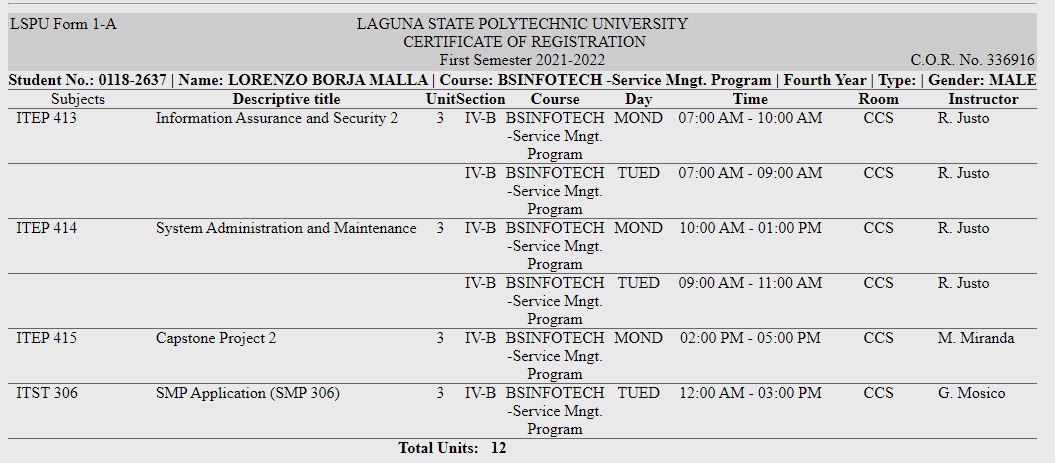 LSPU Form 1-A LAGUNA STATE POLYTECHNIC UNIVERSITY
CERTIFICATE OF REGISTRATION
First Semester 2021-2022 C.O.R. No. 336916
Student No.: 0118-2637 | Name: LORENZO BORJA MALLA | Course: BSINFOTECH -Service Mngt. Program | Fourth Year | Type: | Gender: MALE
Subjects Descriptive title Unit Section Course Day Time Room Instructor
ITEP 413 Information Assurance and Security 2 3 IV-B BSINFOTECH MOND 07:00 AM - 10:00 AM CCS R. Justo
-Service Mngt.
Program
IV-B BSINFOTECH TUED 07:00 AM - 09:00 AM CCS R. Justo
-Service Mngt.
Program
ITEP 414 System Administration and Maintenance 3 IV-B BSINFOTECH MOND 10:00 AM - 01:00 PM CCS R. Justo
-Service Mngt.
Program
IV-B BSINFOTECH TUED 09:00 AM - 11:00 AM CCS R. Justo
-Service Mngt.
Program
ITEP 415 Capstone Project 2 3 IV-B BSINFOTECH MOND 02:00 PM - 05:00 PM CCS M. Miranda
-Service Mngt.
Program
ITST 306 SMP Application (SMP 306) 3 IV-B BSINFOTECH TUED 12:00 AM - 03:00 PM CCS G. Mosico
-Service Mngt.
Program
Total Units: 12